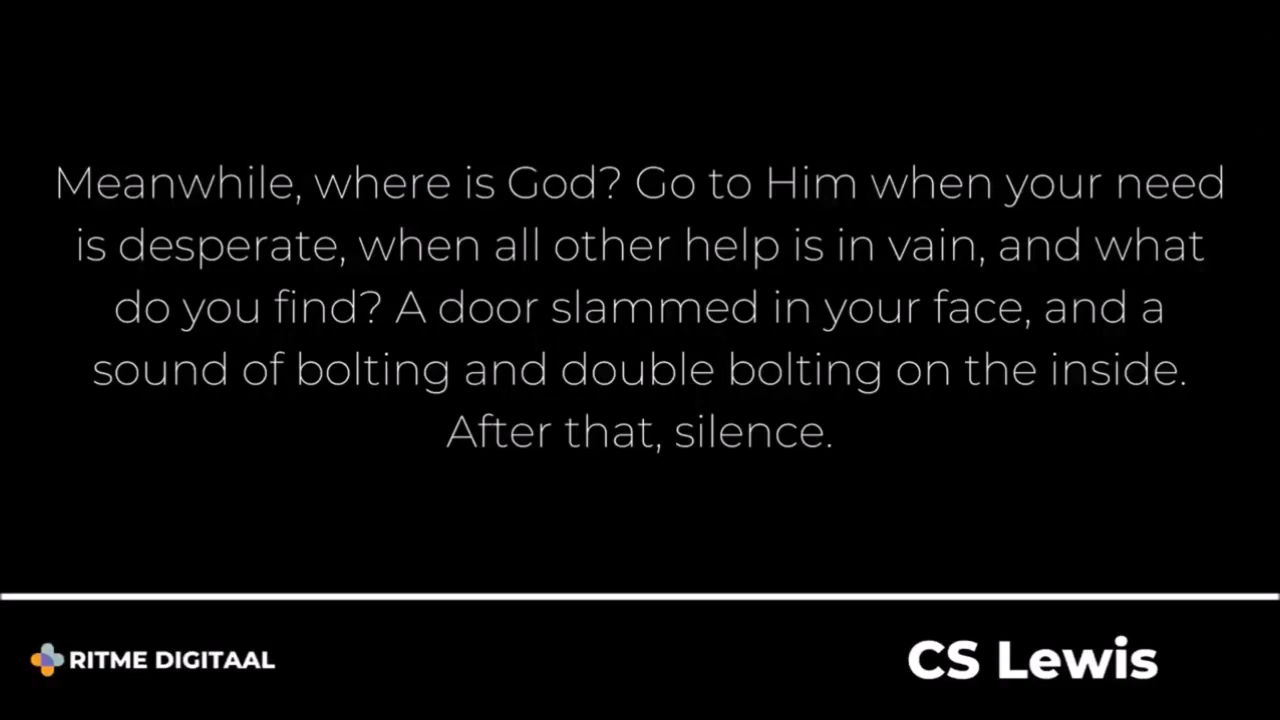 Meanwhile, where is God? Go to Him when your need
is desperate, when all other help is in vain, and what
do you find? A door slammed in your face, and a
sound of bolting and double bolting on the inside.
After that, silence.
RITME DIGITAAL
CS Lewis